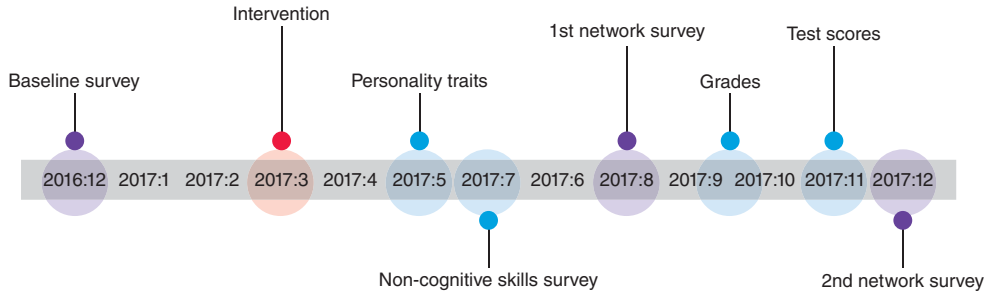 Intervention
1st network survey
Test scores
Baseline survey
Personality traits
Grades
2016:12 2017:1 2017:2 2017:3 2017:4 2017:5 2017:7 2017:6 2017:8 2017:9 2017:10 2017:11 2017:12
Non-cognitive skills survey
2nd network survey